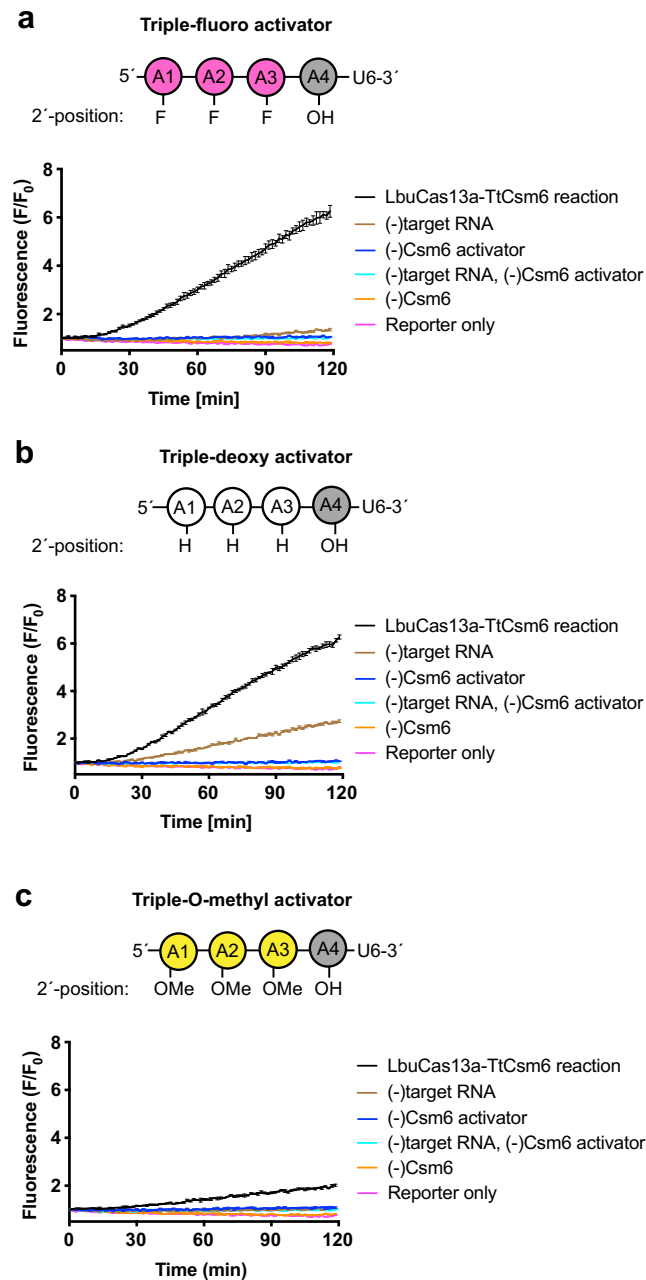 a
Triple-fluoro activator
5´ A1 A2 A3 A4 U6-3´
2´-position: F F F OH
8
6
4
2
Fluorescence (F/F0)
0 30 60 90 120
Time [min]
LbuCas13a-TtCsm6 reaction
(-)target RNA
(-)Csm6 activator
(-)target RNA, (-)Csm6 activator
(-)Csm6
Reporter only
b
Triple-deoxy activator
5´ A1 A2 A3 A4 U6-3´
2´-position: H H H OH
8
6
4
2
Fluorescence (F/F0)
0 30 60 90 120
Time [min]
LbuCas13a-TtCsm6 reaction
(-)target RNA
(-)Csm6 activator
(-)target RNA, (-)Csm6 activator
(-)Csm6
Reporter only
c
Triple-O-methyl activator
5´ A1 A2 A3 A4 U6-3´
2´-position: OMe OMe OMe OH
8
6
4
2
Fluorescence (F/F0)
0 30 60 90 120
Time (min)
LbuCas13a-TtCsm6 reaction
(-)target RNA
(-)Csm6 activator
(-)target RNA, (-)Csm6 activator
(-)Csm6
Reporter only